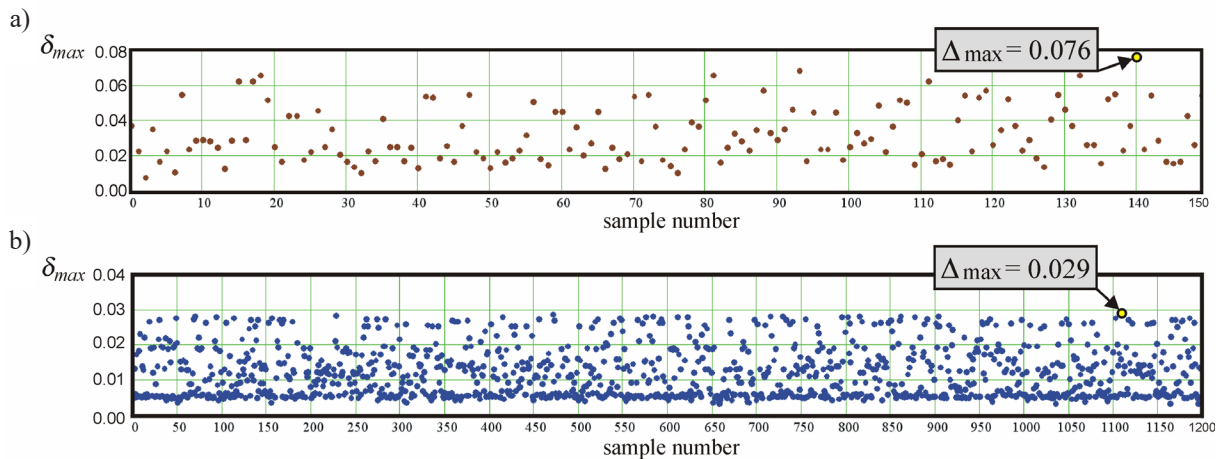 a)
δmax
0.08
0.06
0.04
0.02
0.00
Δmax = 0.076
0 10 20 30 40 50 60 70 80 90 100 110 120 130 140 150
sample number
b)
δmax
0.04
0.03
0.02
0.01
0.00
Δmax = 0.029
0 50 100 150 200 250 300 350 400 450 500 550 600 650 700 750 800 850 900 950 1000 1050 1100 1150 1200
sample number